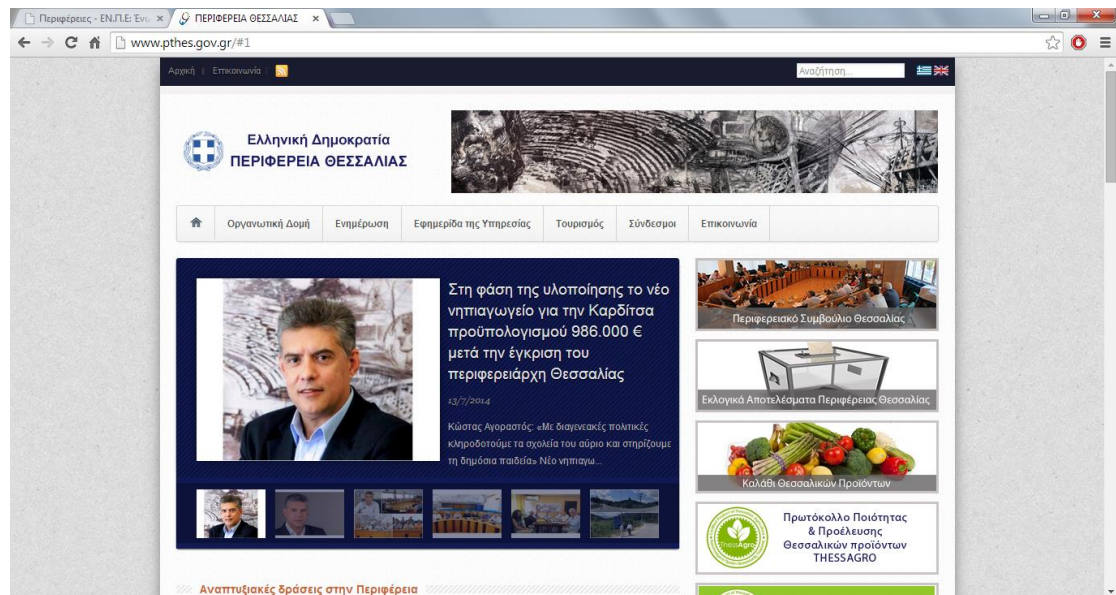 Περιφέρειες - ΕΝ.Π.Ε: Ένω
ΠΕΡΙΦΕΡΕΙΑ ΘΕΣΣΑΛΙΑΣ
www.pthes.gov.gr/#1
Αρχική | Επικοινωνία
Αναζήτηση...
Ελληνική Δημοκρατία
ΠΕΡΙΦΕΡΕΙΑ ΘΕΣΣΑΛΙΑΣ
Οργανωτική Δομή Ενημέρωση Εφημερίδα της Υπηρεσίας Τουρισμός Σύνδεσμοι Επικοινωνία
Στη φάση της υλοποίησης το νέο
νηπιαγωγείο για την Καρδίτσα
προϋπολογισμού 986.000 €
μετά την έγκριση του
περιφερειάρχη Θεσσαλίας
13/7/2014
Κώστας Αγοραστός: «Με διαγενεακές πολιτικές
κληροδοτούμε τα σχολεία του αύριο και στηρίζουμε
τη δημόσια παιδεία» Νέο νηπιαγω...
Περιφερειακό Συμβούλιο Θεσσαλίας
Εκλογικά Αποτελέσματα Περιφέρειας Θεσσαλίας
Καλάθι Θεσσαλικών Προϊόντων
ThessAgro
Πρωτόκολλο Ποιότητας
& Προέλευσης
Θεσσαλικών προϊόντων
THESSAGRO
Αναπτυξιακές δράσεις στην Περιφέρεια